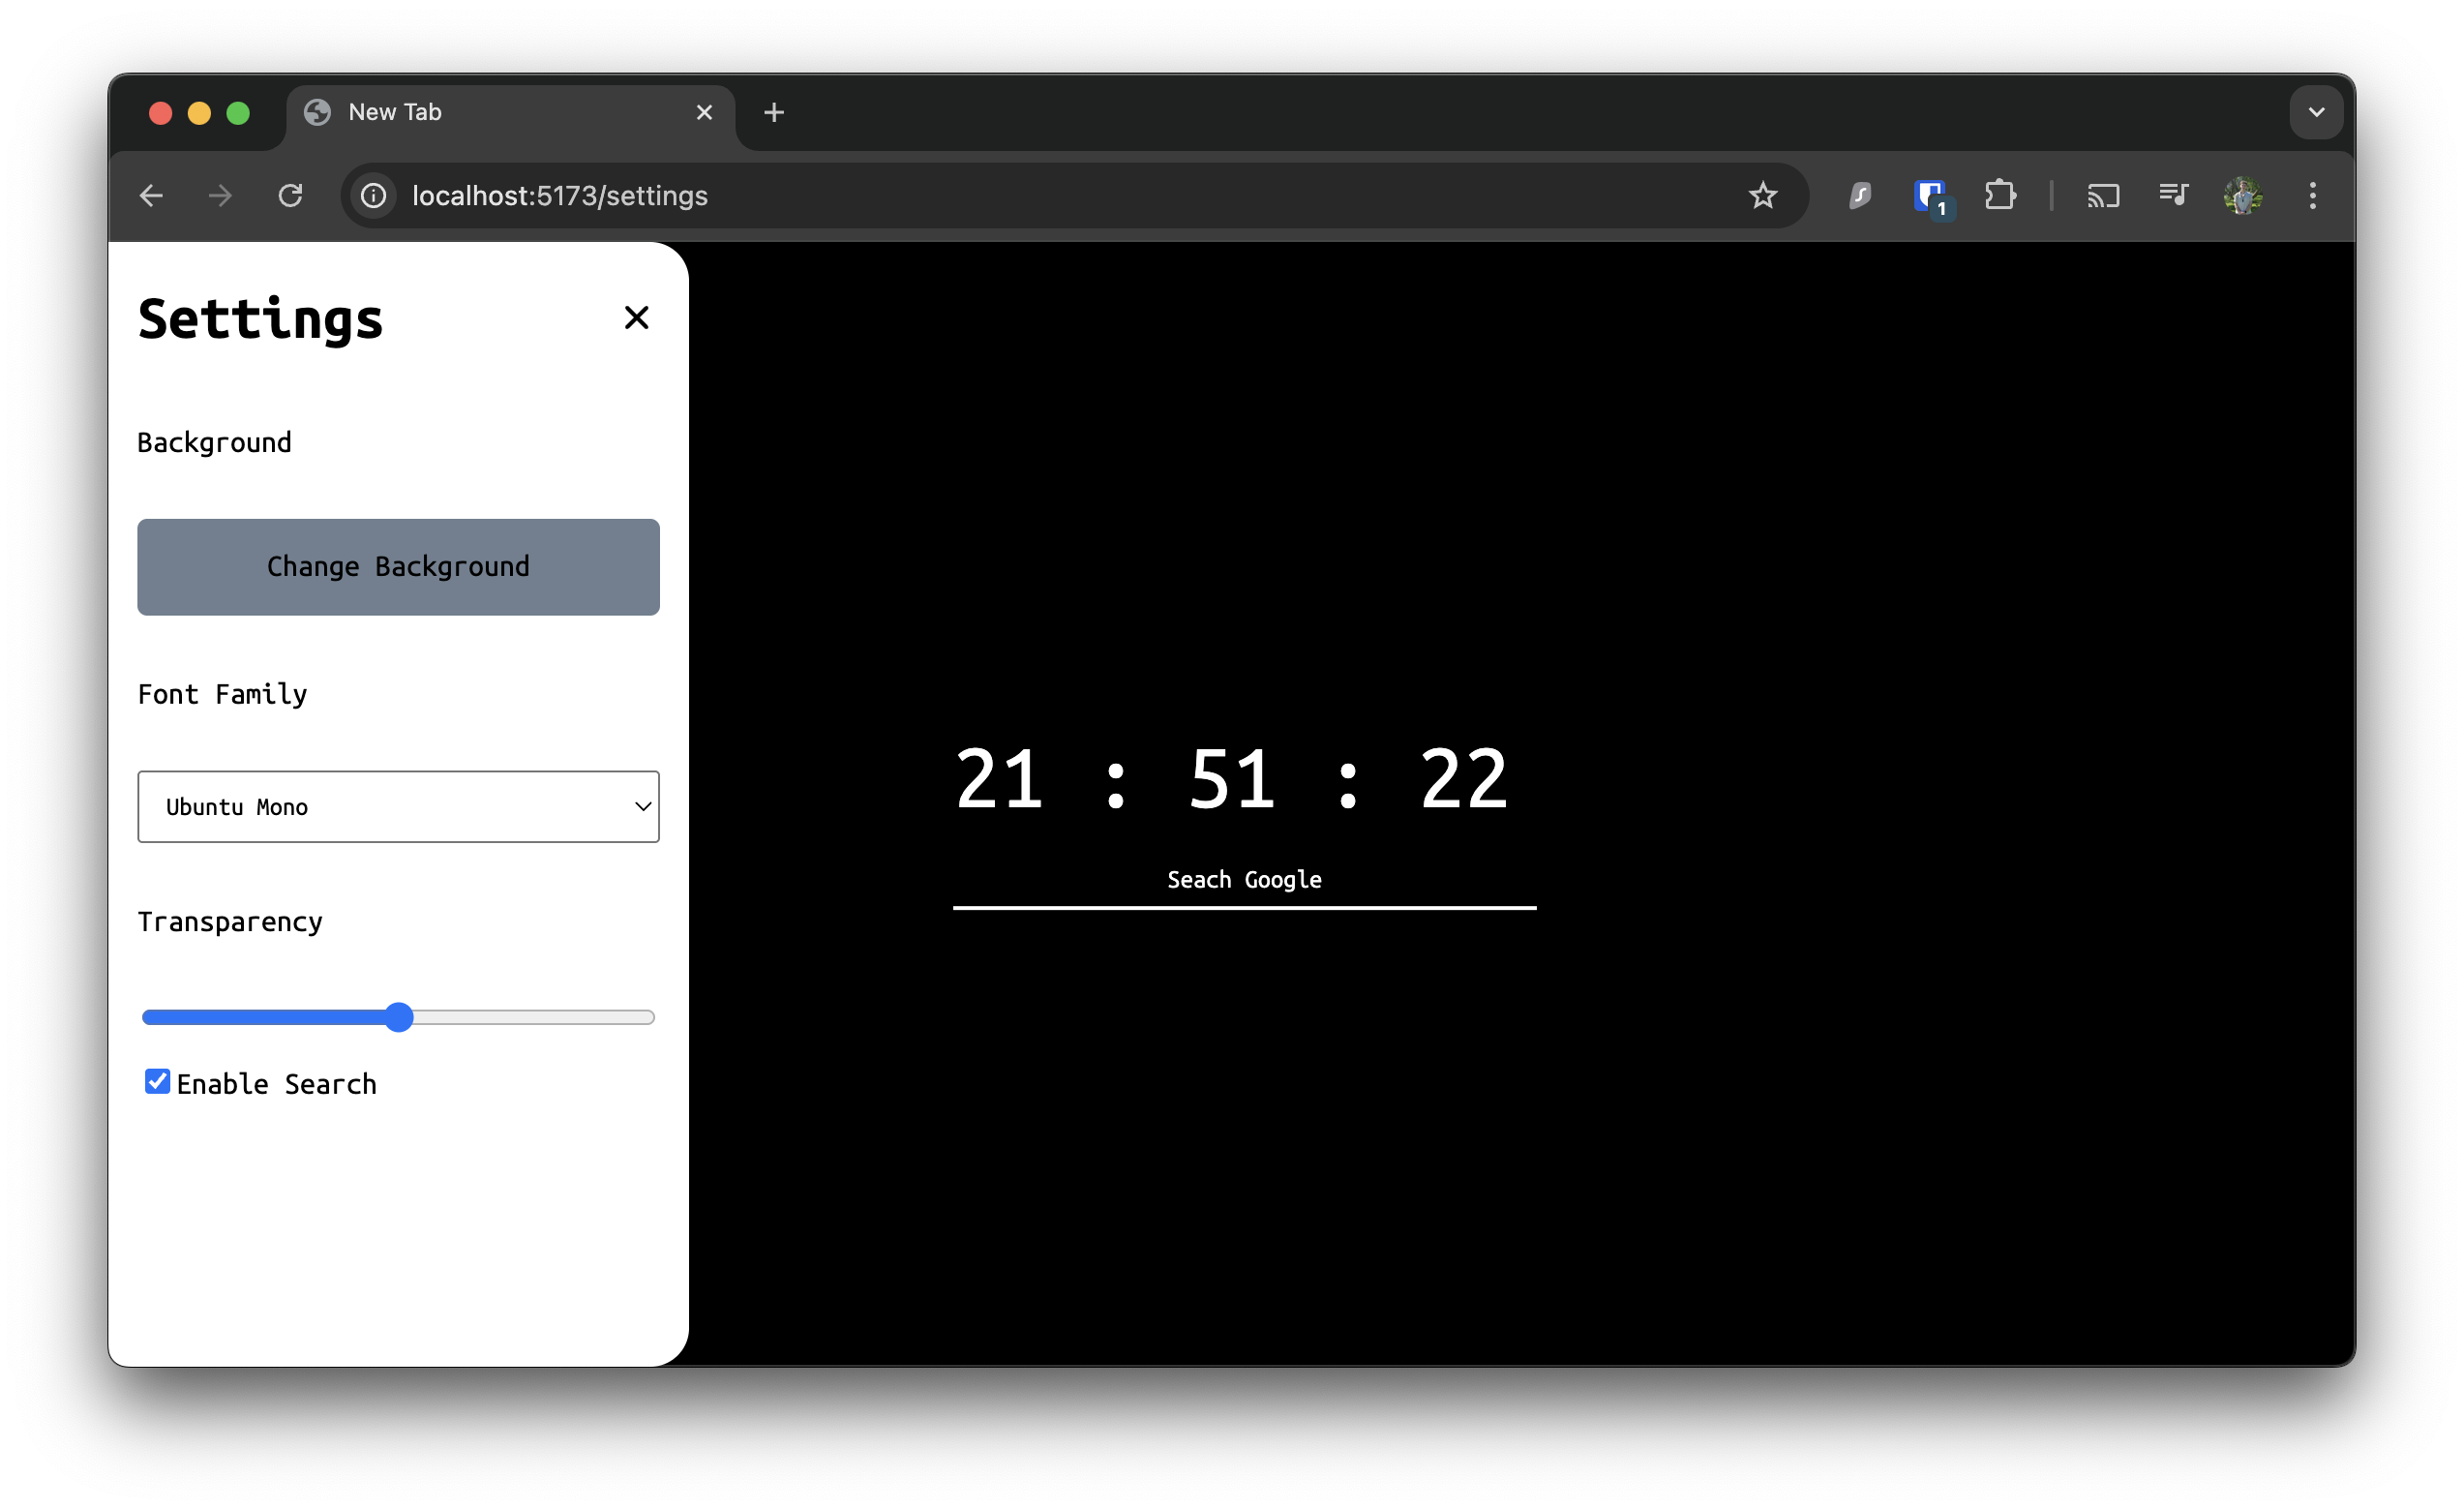 New Tab
localhost:5173/settings
1
Settings
Background
Change Background
Font Family
Ubuntu Mono
Transparency
Enable Search
21 : 51 : 22
Seach Google